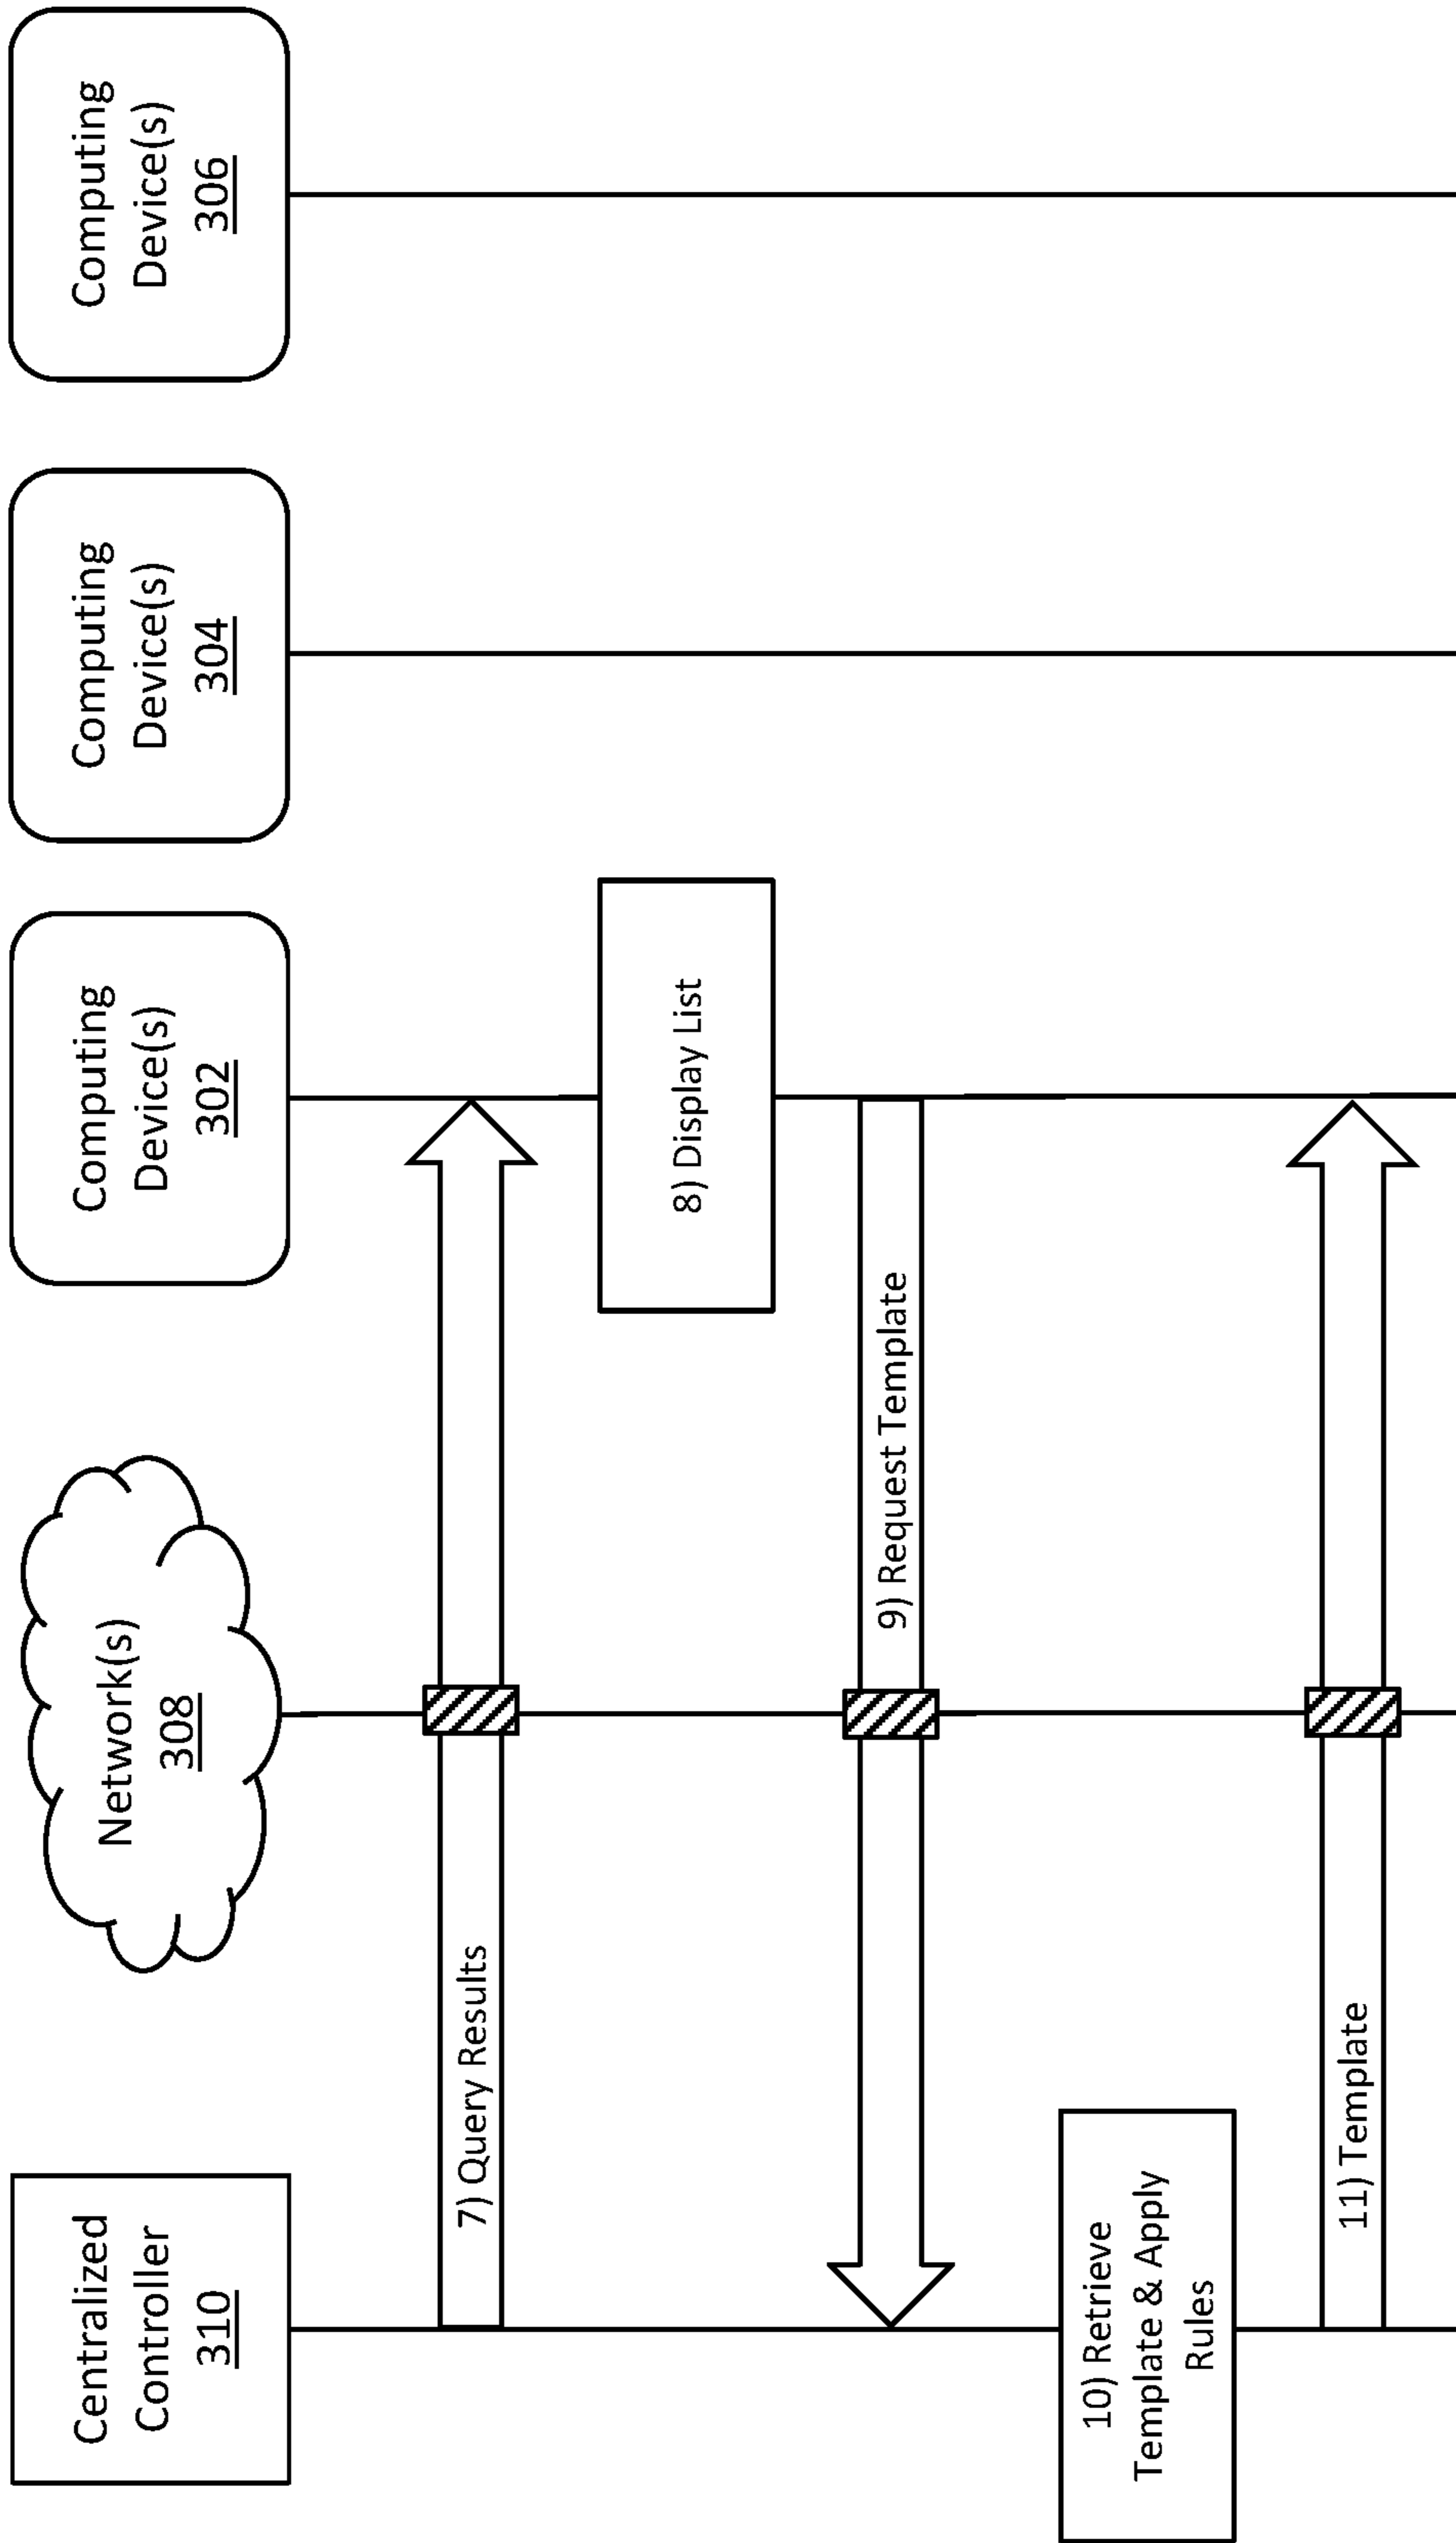 Centralized
Controller
310
Network(s)
308
Computing
Device(s)
302
Computing
Device(s)
304
Computing
Device(s)
306
7) Query Results
8) Display List
9) Request Template
10) Retrieve
Template & Apply
Rules
11) Template